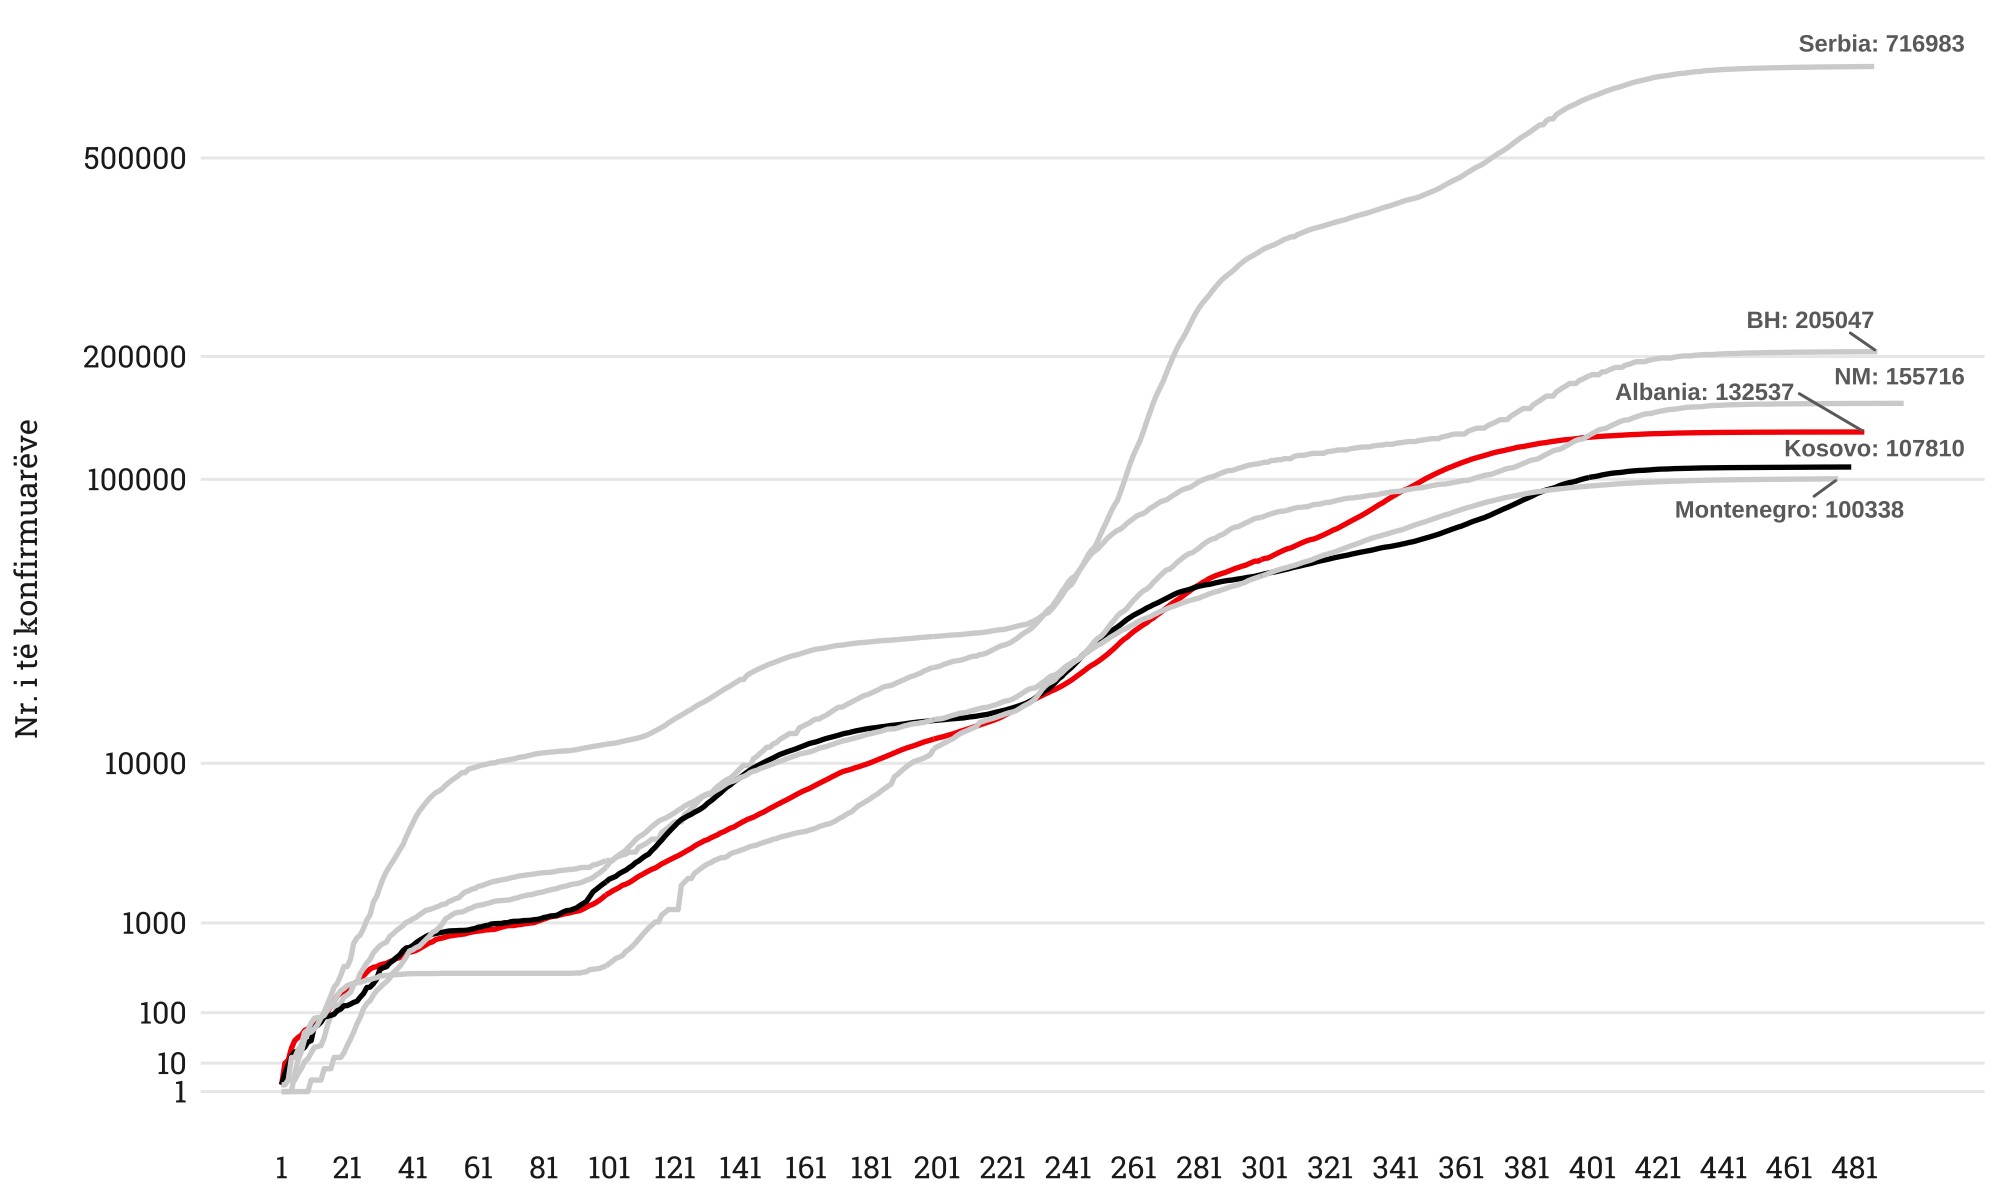 Serbia: 716983
500000
BH: 205047
200000
NM: 155716
Albania: 132537
Kosovo: 107810
100000
Montenegro: 100338
Nr. i të konfirmuarëve
10000
1000
100
10
1
1 21 41 61 81 101 121 141 161 181 201 221 241 261 281 301 321 341 361 381 401 421 441 461 481